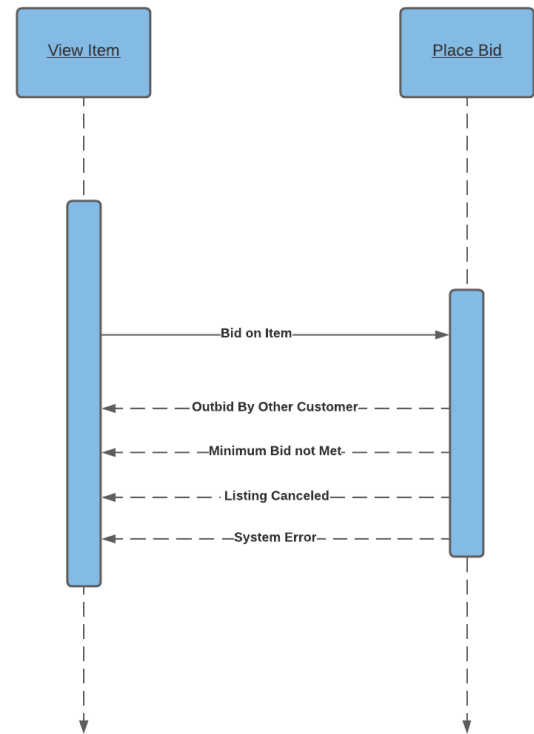 View Item
Place Bid
Bid on Item
Outbid By Other Customer
Minimum Bid not Met
Listing Canceled
System Error